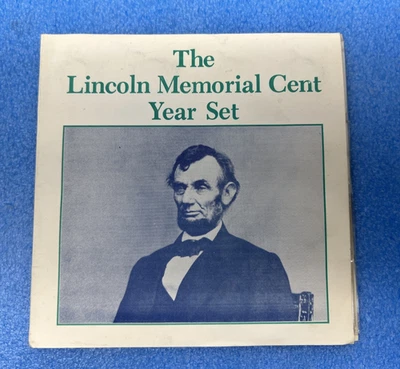 The
Lincoln Memorial Cent
Year Set